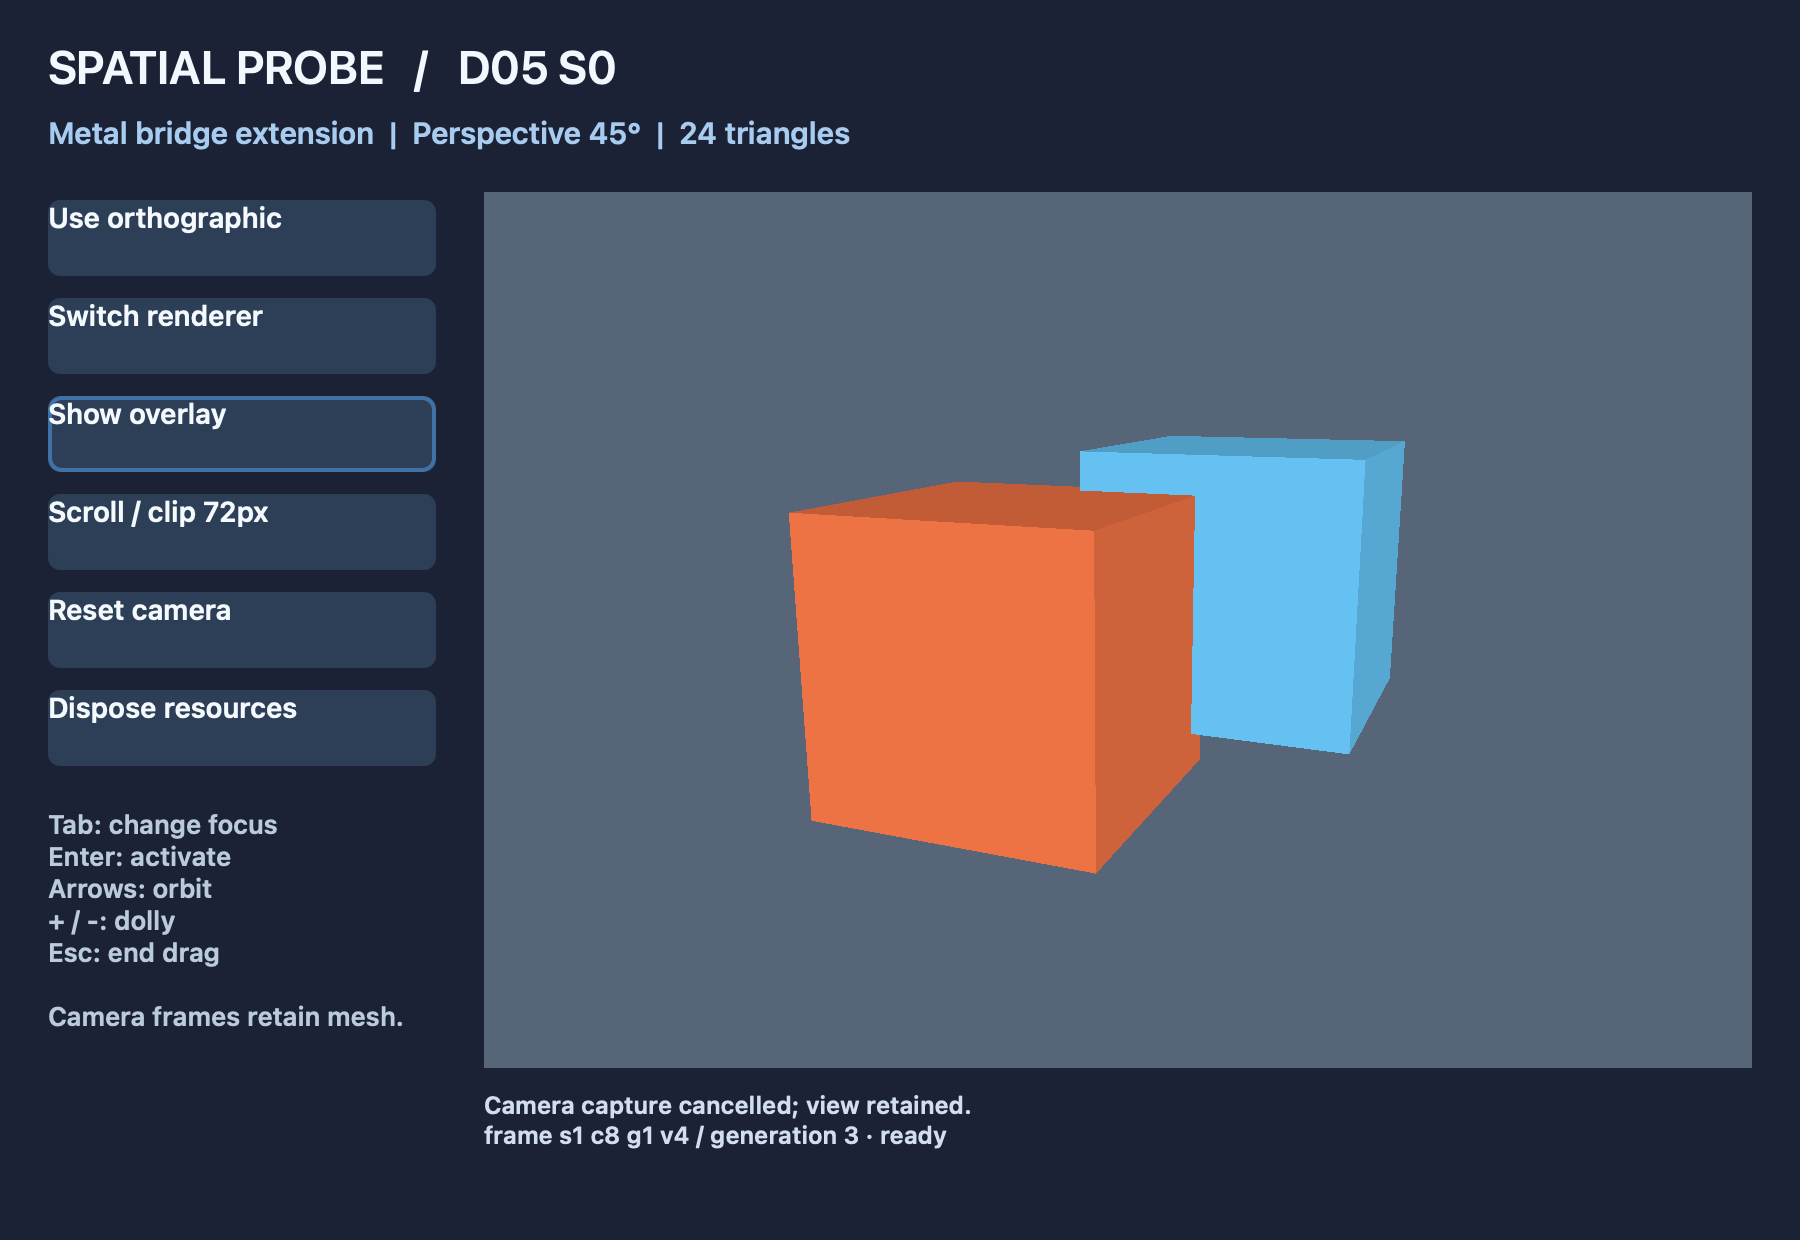 SPATIAL PROBE / D05 S0
Metal bridge extension | Perspective 45° | 24 triangles
Use orthographic
Switch renderer
Show overlay
Scroll / clip 72px
Reset camera
Dispose resources
Tab: change focus
Enter: activate
Arrows: orbit
+ / -: dolly
Esc: end drag
Camera frames retain mesh.
Camera capture cancelled; view retained.
frame s1 c8 g1 v4 / generation 3 · ready